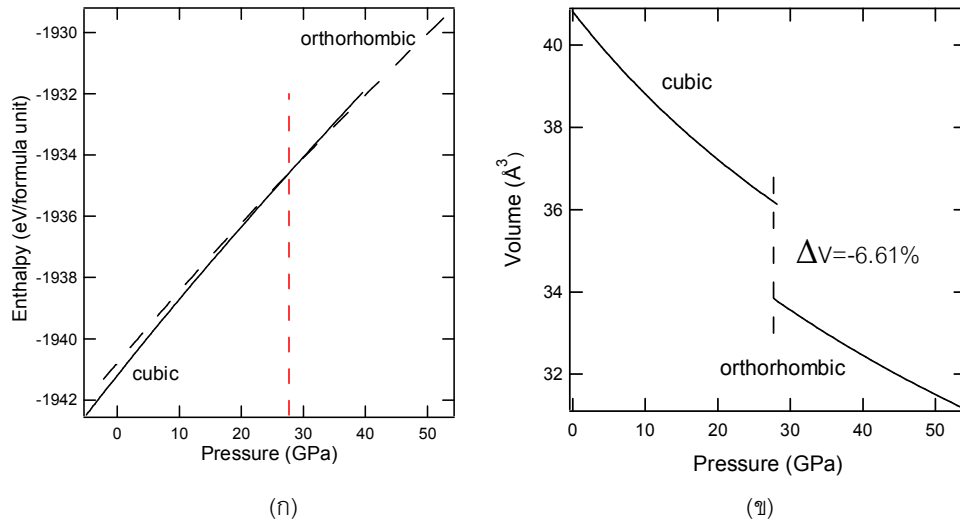 -1930
-1932
-1934
-1936
-1938
-1940
-1942
Enthalpy (eV/formula unit)
orthorhombic
cubic
0 10 20 30 40 50
Pressure (GPa)
(ก)
40
38
36
34
32
Volume (Å³)
cubic
ΔV=-6.61%
orthorhombic
0 10 20 30 40 50
Pressure (GPa)
(ข)